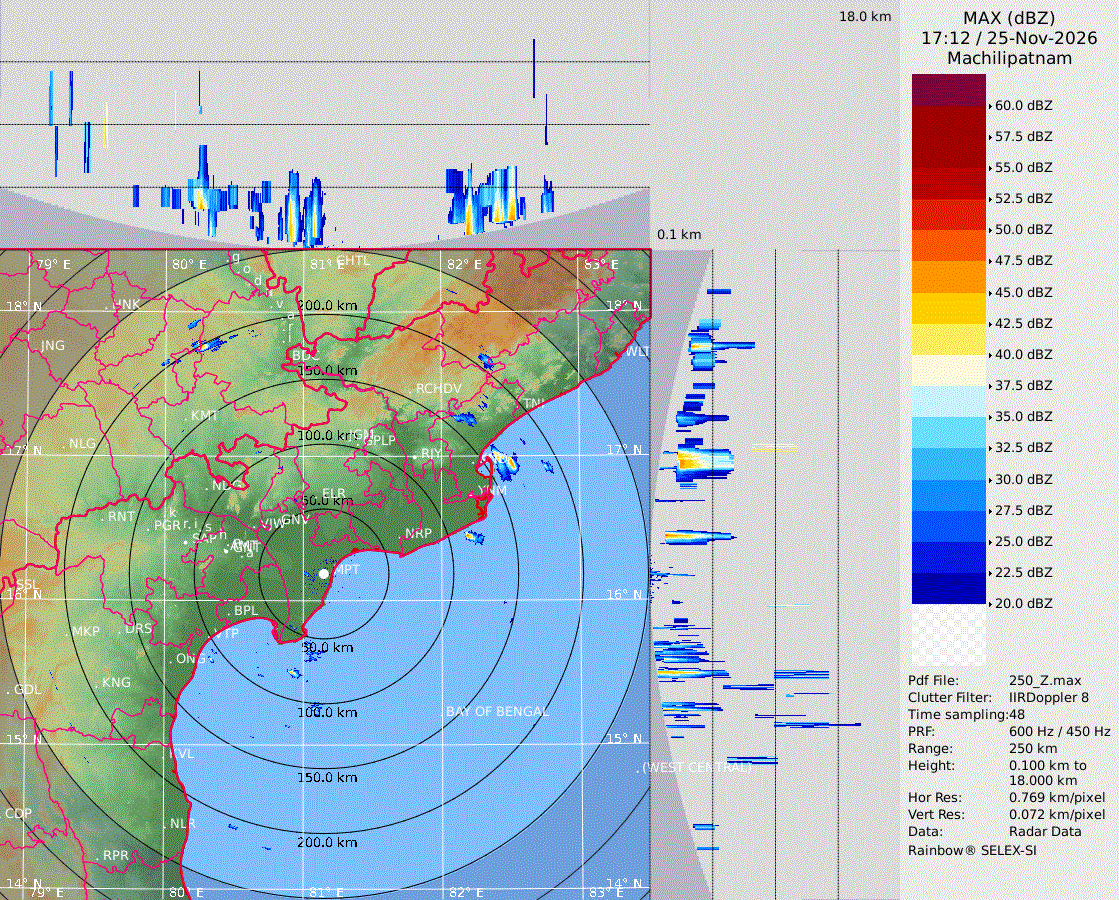 18.0 km
0.1 km
MAX (dBZ)
17:12 / 25-Nov-2026
Machilipatnam
60.0 dBZ
57.5 dBZ
55.0 dBZ
52.5 dBZ
50.0 dBZ
47.5 dBZ
45.0 dBZ
42.5 dBZ
40.0 dBZ
37.5 dBZ
35.0 dBZ
32.5 dBZ
30.0 dBZ
27.5 dBZ
25.0 dBZ
22.5 dBZ
20.0 dBZ
Pdf File: 250_Z.max
Clutter Filter: IIRDoppler 8
Time sampling:48
PRF: 600 Hz / 450 Hz
Range: 250 km
Height: 0.100 km to
18.000 km
Hor Res: 0.769 km/pixel
Vert Res: 0.072 km/pixel
Data: Radar Data
Rainbow® SELEX-SI
79° E
80° E
81° E
CHTL
82° E
83° E
18° N
HNK
200.0 km
18° N
JNG
BDC
WLT
150.0 km
RCHDV
TNI
KMT
100.0 km
NLG
GPLP
17° N
RJY
17° N
NDG
ELR
YNM
50.0 km
RNT
PGR
VJW
GNV
NRP
MPT
SSL
16° N
16° N
BPL
MKP
DRS
50.0 km
ONG
KNG
GDL
100.0 km
BAY OF BENGAL
15° N
15° N
KVL
(WEST CENTRAL)
150.0 km
CDP
NLR
200.0 km
RPR
14° N
14° N
79° E
80° E
81° E
82° E
83° E